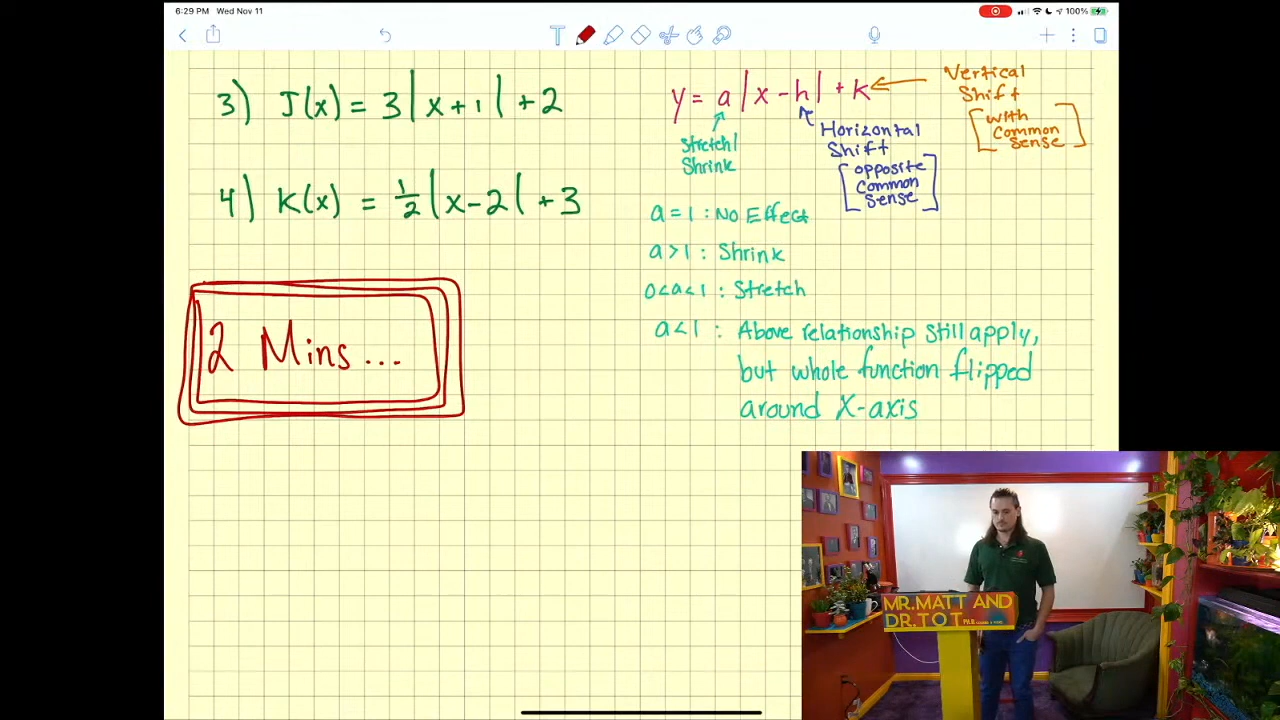 6:29 PM Wed Nov 11
100%
3) J(x) = 3|x+1|+2
4) K(x) = 1/2|x-2|+3
2 Mins...
y = a|x-h|+k
Vertical
Shift
[with
Common
Sense]
Stretch/
Shrink
Horizontal
Shift
[opposite
Common
Sense]
a=1 : No Effect
a>1 : Shrink
0<a<1 : Stretch
a<1 : Above relationship still apply,
but whole function flipped
around X-axis
MR.MATT AND
DR.TOT